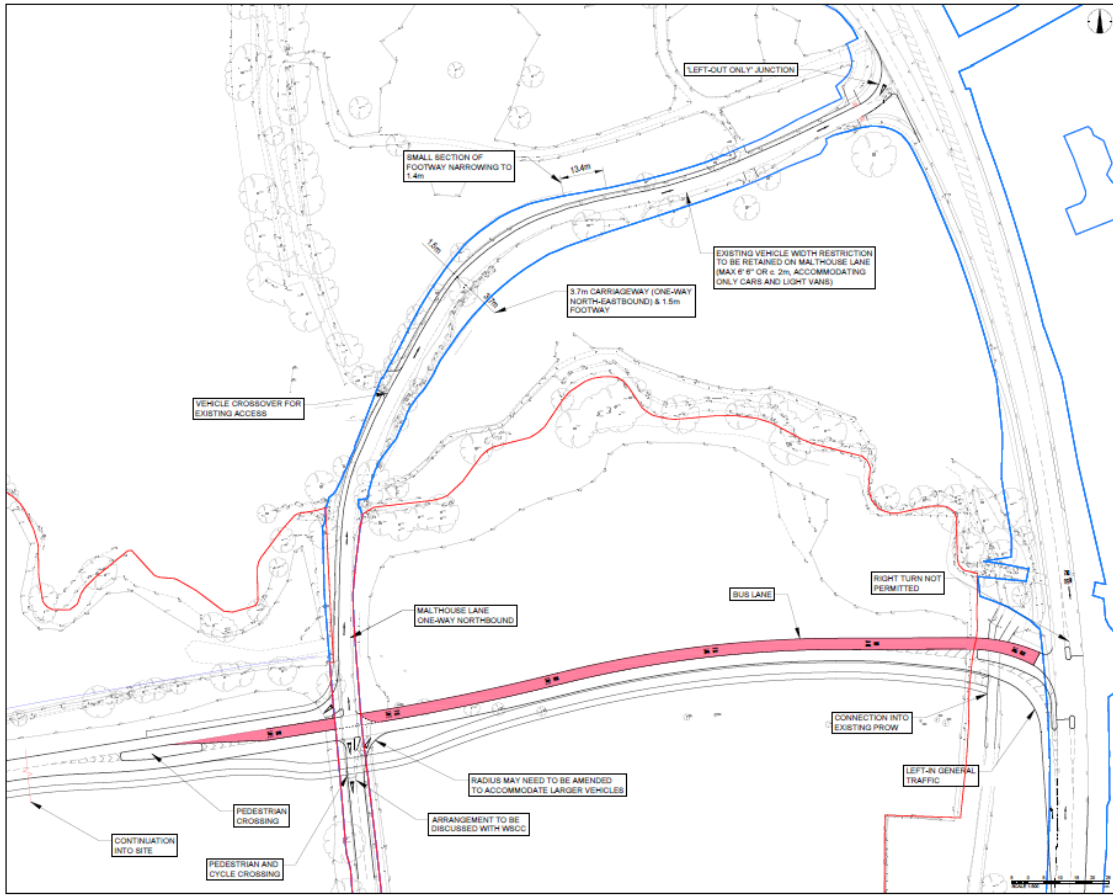 'LEFT-OUT ONLY' JUNCTION
SMALL SECTION OF
FOOTWAY NARROWING TO
1.4m
13.4m
1.5m
3.7m
EXISTING VEHICLE WIDTH RESTRICTION
TO BE RETAINED ON MALTHOUSE LANE
(MAX 6' 6" OR c. 2m, ACCOMMODATING
ONLY CARS AND LIGHT VANS)
3.7m CARRIAGEWAY (ONE-WAY
NORTH-EASTBOUND) & 1.5m
FOOTWAY
VEHICLE CROSSOVER FOR
EXISTING ACCESS
RIGHT TURN NOT
PERMITTED
BUS LANE
MALTHOUSE LANE
ONE-WAY NORTHBOUND
CONNECTION INTO
EXISTING PROW
LEFT-IN GENERAL
TRAFFIC
RADIUS MAY NEED TO BE AMENDED
TO ACCOMMODATE LARGER VEHICLES
PEDESTRIAN
CROSSING
ARRANGEMENT TO BE
DISCUSSED WITH WSCC
CONTINUATION
INTO SITE
PEDESTRIAN AND
CYCLE CROSSING